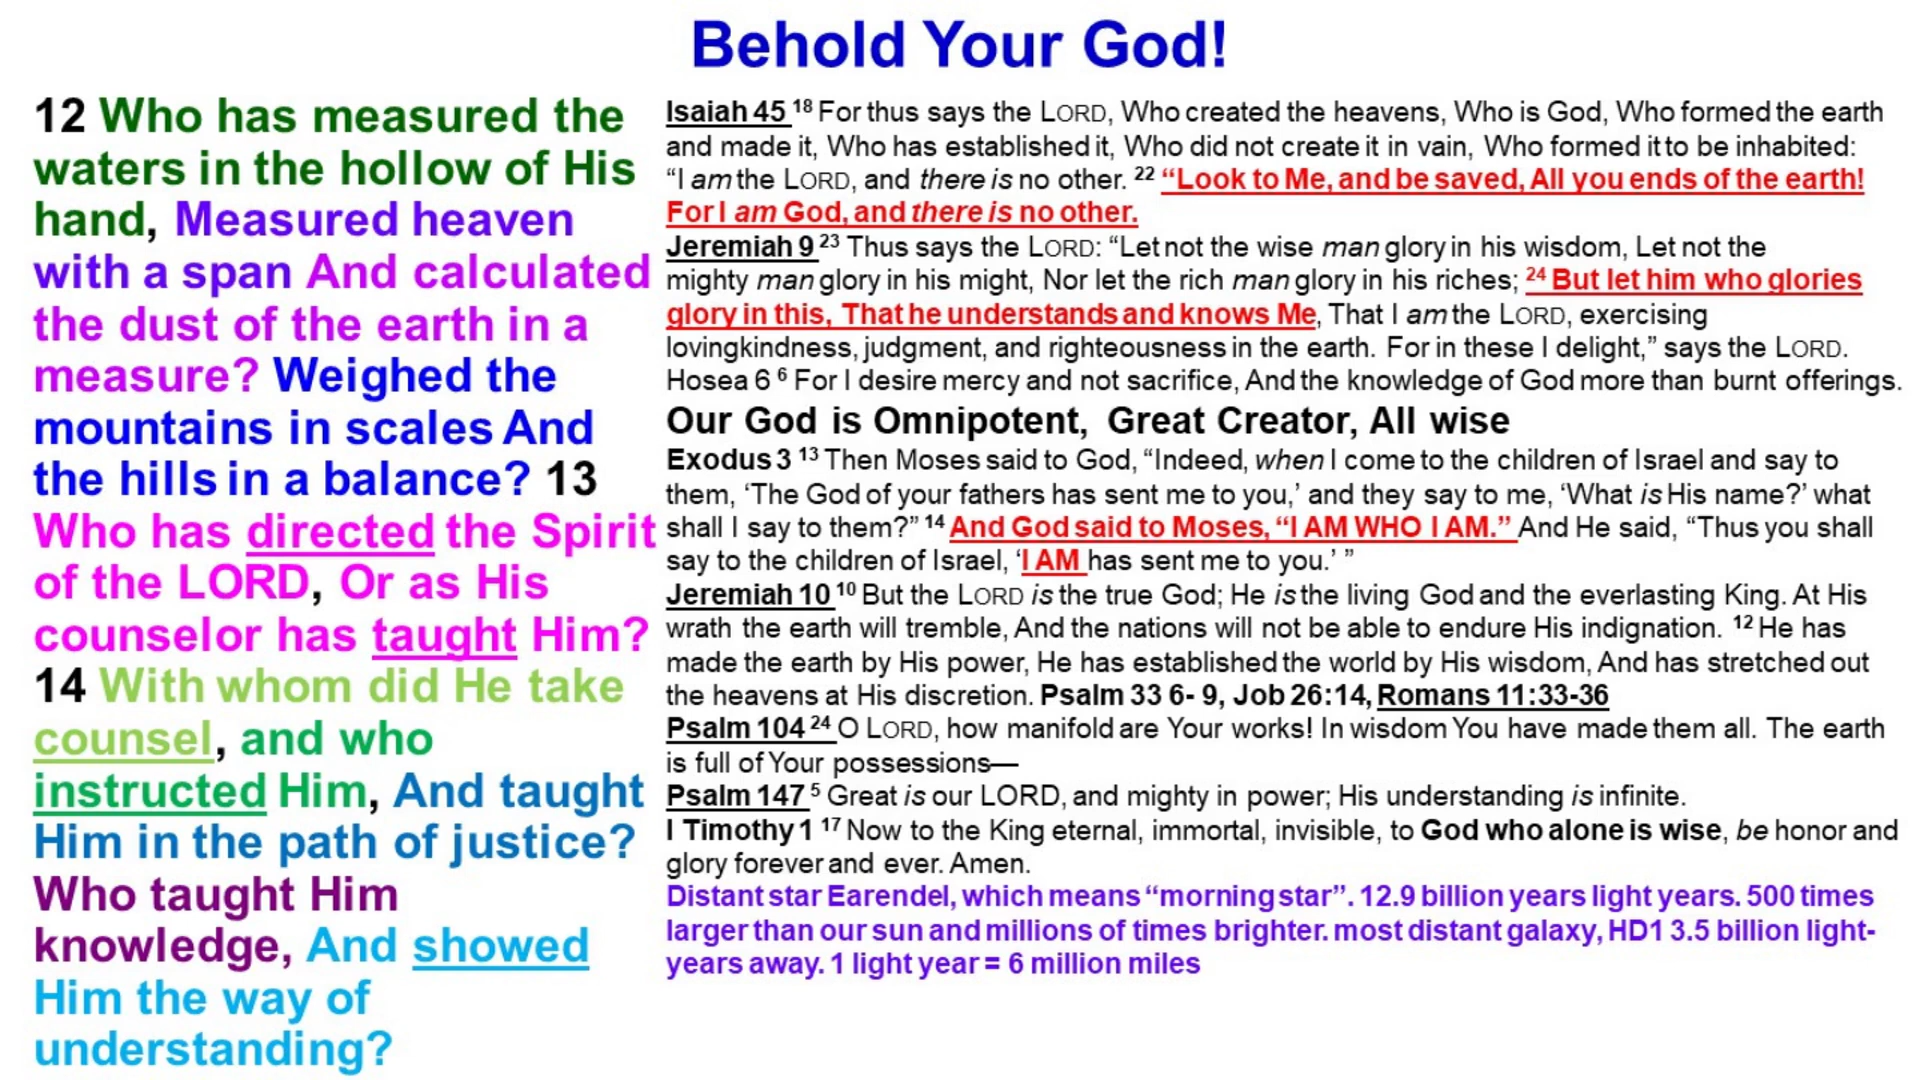 Behold Your God!
12 Who has measured the
waters in the hollow of His
hand, Measured heaven
with a span And calculated
the dust of the earth in a
measure? Weighed the
mountains in scales And
the hills in a balance? 13
Who has directed the Spirit
of the LORD, Or as His
counselor has taught Him?
14 With whom did He take
counsel, and who
instructed Him, And taught
Him in the path of justice?
Who taught Him
knowledge, And showed
Him the way of
understanding?
Isaiah 45 18 For thus says the LORD, Who created the heavens, Who is God, Who formed the earth
and made it, Who has established it, Who did not create it in vain, Who formed it to be inhabited:
“I am the LORD, and there is no other. 22 “Look to Me, and be saved, All you ends of the earth!
For I am God, and there is no other.
Jeremiah 9 23 Thus says the LORD: “Let not the wise man glory in his wisdom, Let not the
mighty man glory in his might, Nor let the rich man glory in his riches; 24 But let him who glories
glory in this, That he understands and knows Me, That I am the LORD, exercising
lovingkindness, judgment, and righteousness in the earth. For in these I delight,” says the LORD.
Hosea 6 6 For I desire mercy and not sacrifice, And the knowledge of God more than burnt offerings.
Our God is Omnipotent, Great Creator, All wise
Exodus 3 13 Then Moses said to God, “Indeed, when I come to the children of Israel and say to
them, ‘The God of your fathers has sent me to you,’ and they say to me, ‘What is His name?’ what
shall I say to them?” 14 And God said to Moses, “I AM WHO I AM.” And He said, “Thus you shall
say to the children of Israel, ‘I AM has sent me to you.’ ”
Jeremiah 10 10 But the LORD is the true God; He is the living God and the everlasting King. At His
wrath the earth will tremble, And the nations will not be able to endure His indignation. 12 He has
made the earth by His power, He has established the world by His wisdom, And has stretched out
the heavens at His discretion. Psalm 33 6- 9, Job 26:14, Romans 11:33-36
Psalm 104 24 O LORD, how manifold are Your works! In wisdom You have made them all. The earth
is full of Your possessions—
Psalm 147 5 Great is our LORD, and mighty in power; His understanding is infinite.
I Timothy 1 17 Now to the King eternal, immortal, invisible, to God who alone is wise, be honor and
glory forever and ever. Amen.
Distant star Earendel, which means “morning star”. 12.9 billion years light years. 500 times
larger than our sun and millions of times brighter. most distant galaxy, HD1 3.5 billion light-
years away. 1 light year = 6 million miles